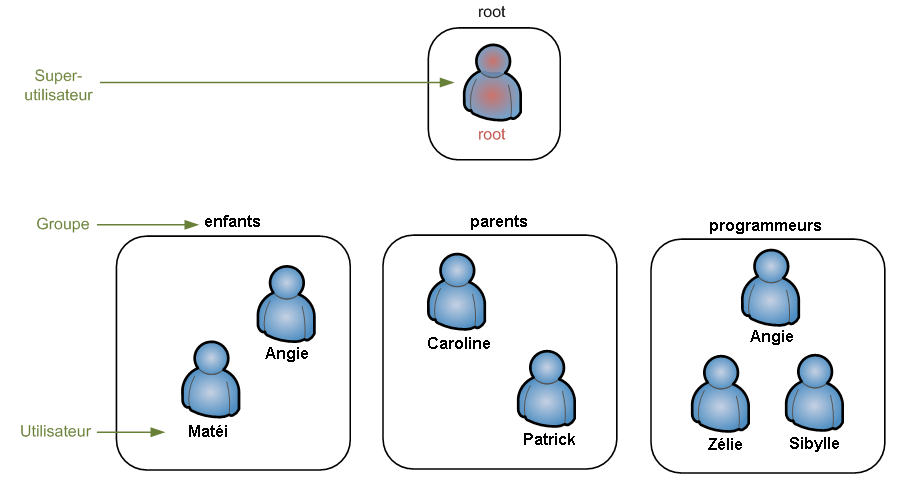 root
Super-
utilisateur
root
Groupe
enfants
parents
programmeurs
Angie
Matéi
Caroline
Patrick
Angie
Zélie
Sibylle
Utilisateur